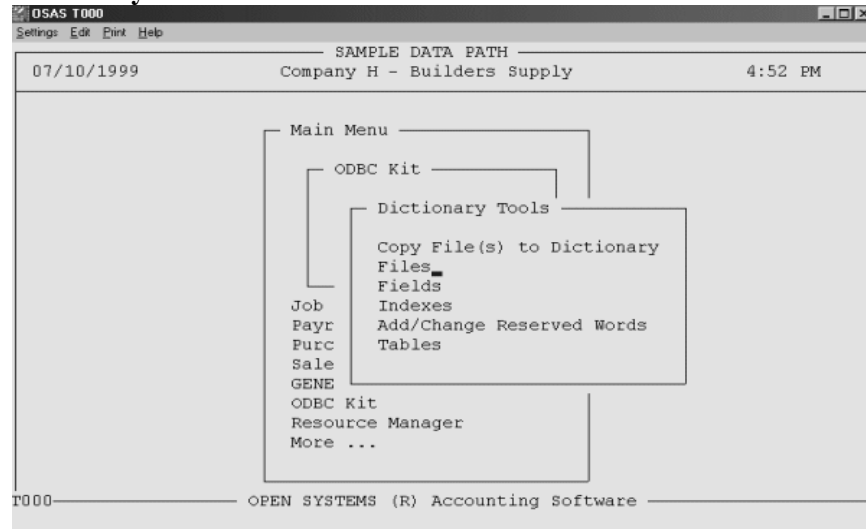 OSAS T000
Settings Edit Print Help
SAMPLE DATA PATH
07/10/1999 Company H - Builders Supply 4:52 PM
Main Menu
ODBC Kit
Dictionary Tools
Copy File(s) to Dictionary
Files
Fields
Job Indexes
Payr Add/Change Reserved Words
Purc Tables
Sale
GENE
ODBC Kit
Resource Manager
More ...
T000 OPEN SYSTEMS (R) Accounting Software